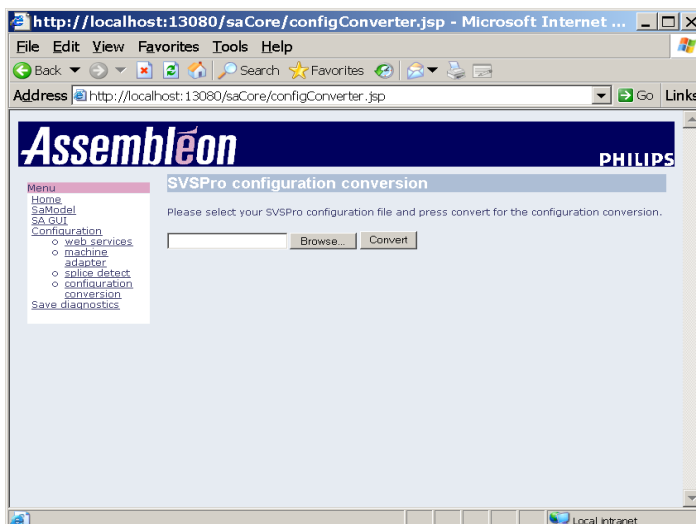 http://localhost:13080/saCore/configConverter.jsp - Microsoft Internet ...
File Edit View Favorites Tools Help
Back Search Favorites
Address http://localhost:13080/saCore/configConverter.jsp Go Links
Assembléon
PHILIPS
Menu
Home
SaModel
SA GUI
Configuration
web services
machine
adapter
splice detect
configuration
conversion
Save diagnostics
SVSPro configuration conversion
Please select your SVSPro configuration file and press convert for the configuration conversion.
Browse... Convert
Local intranet